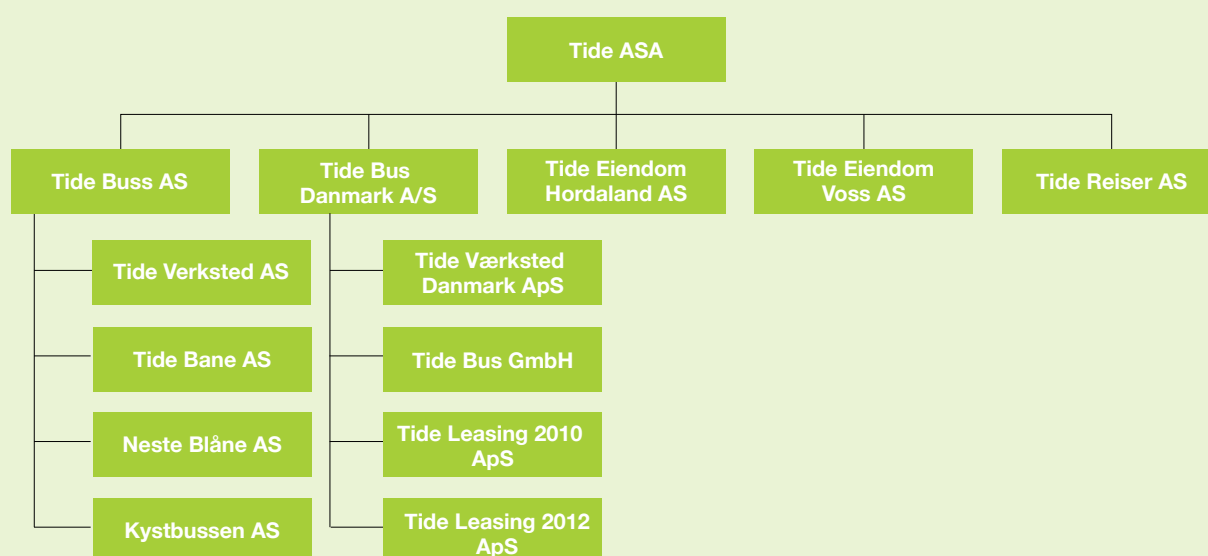 Tide ASA
Tide Buss AS
Tide Bus
Danmark A/S
Tide Eiendom
Hordaland AS
Tide Eiendom
Voss AS
Tide Reiser AS
Tide Verksted AS
Tide Bane AS
Neste Blåne AS
Kystbussen AS
Tide Værksted
Danmark ApS
Tide Bus GmbH
Tide Leasing 2010
ApS
Tide Leasing 2012
ApS